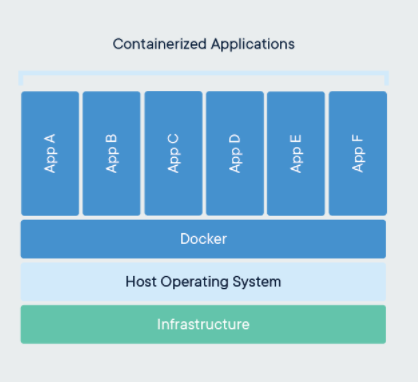 Containerized Applications
App A
App B
App C
App D
App E
App F
Docker
Host Operating System
Infrastructure